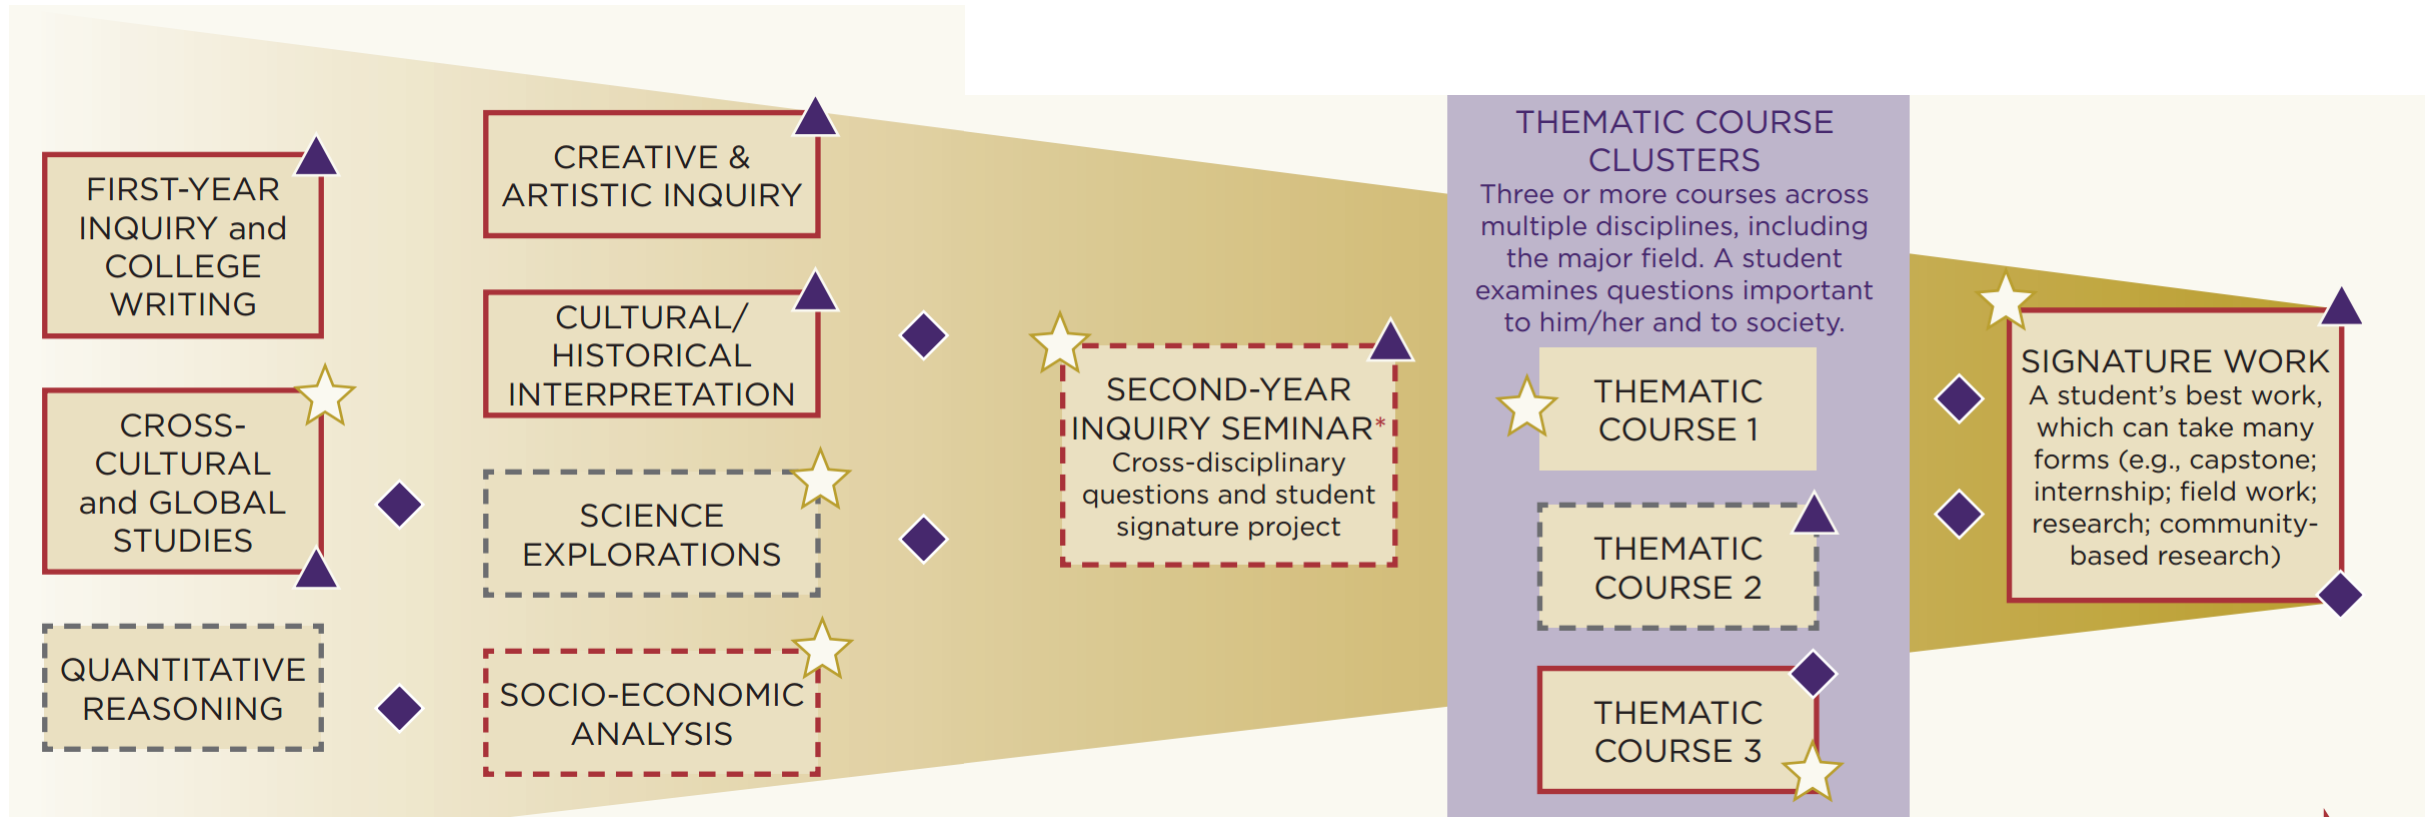 FIRST-YEAR
INQUIRY and
COLLEGE
WRITING
CROSS-
CULTURAL
and GLOBAL
STUDIES
QUANTITATIVE
REASONING
CREATIVE &
ARTISTIC INQUIRY
CULTURAL/
HISTORICAL
INTERPRETATION
SCIENCE
EXPLORATIONS
SOCIO-ECONOMIC
ANALYSIS
SECOND-YEAR
INQUIRY SEMINAR*
Cross-disciplinary
questions and student
signature project
THEMATIC COURSE
CLUSTERS
Three or more courses across
multiple disciplines, including
the major field. A student
examines questions important
to him/her and to society.
THEMATIC
COURSE 1
THEMATIC
COURSE 2
THEMATIC
COURSE 3
SIGNATURE WORK
A student’s best work,
which can take many
forms (e.g., capstone;
internship; field work;
research; community-
based research)